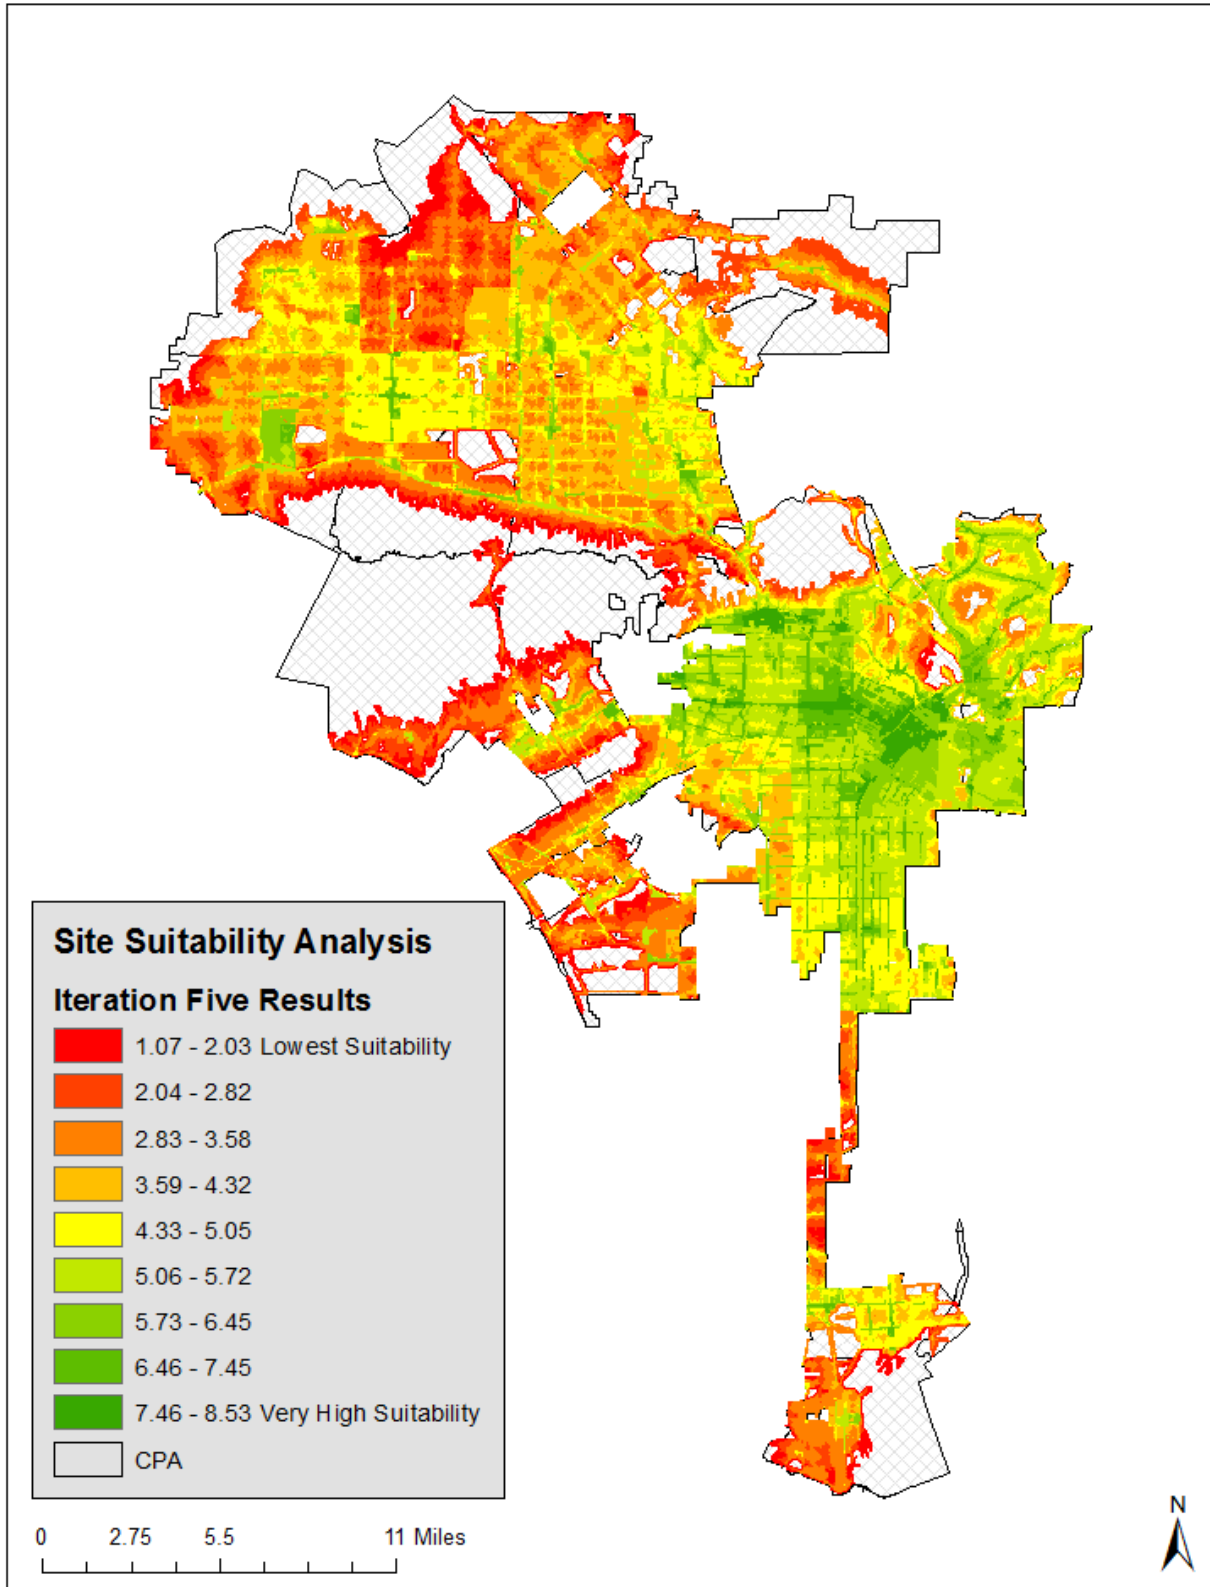 Site Suitability Analysis
Iteration Five Results
1.07 - 2.03 Lowest Suitability
2.04 - 2.82
2.83 - 3.58
3.59 - 4.32
4.33 - 5.05
5.06 - 5.72
5.73 - 6.45
6.46 - 7.45
7.46 - 8.53 Very High Suitability
CPA
0 2.75 5.5 11 Miles
N